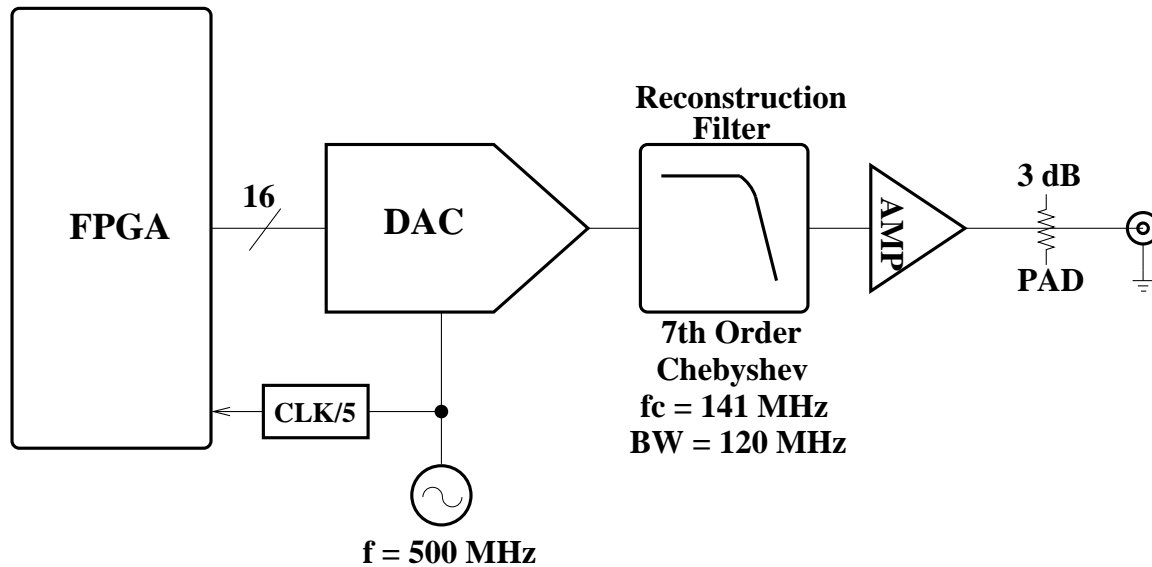 Reconstruction
Filter
16
3 dB
FPGA
DAC
AMP
PAD
7th Order
Chebyshev
fc = 141 MHz
BW = 120 MHz
CLK/5
f = 500 MHz